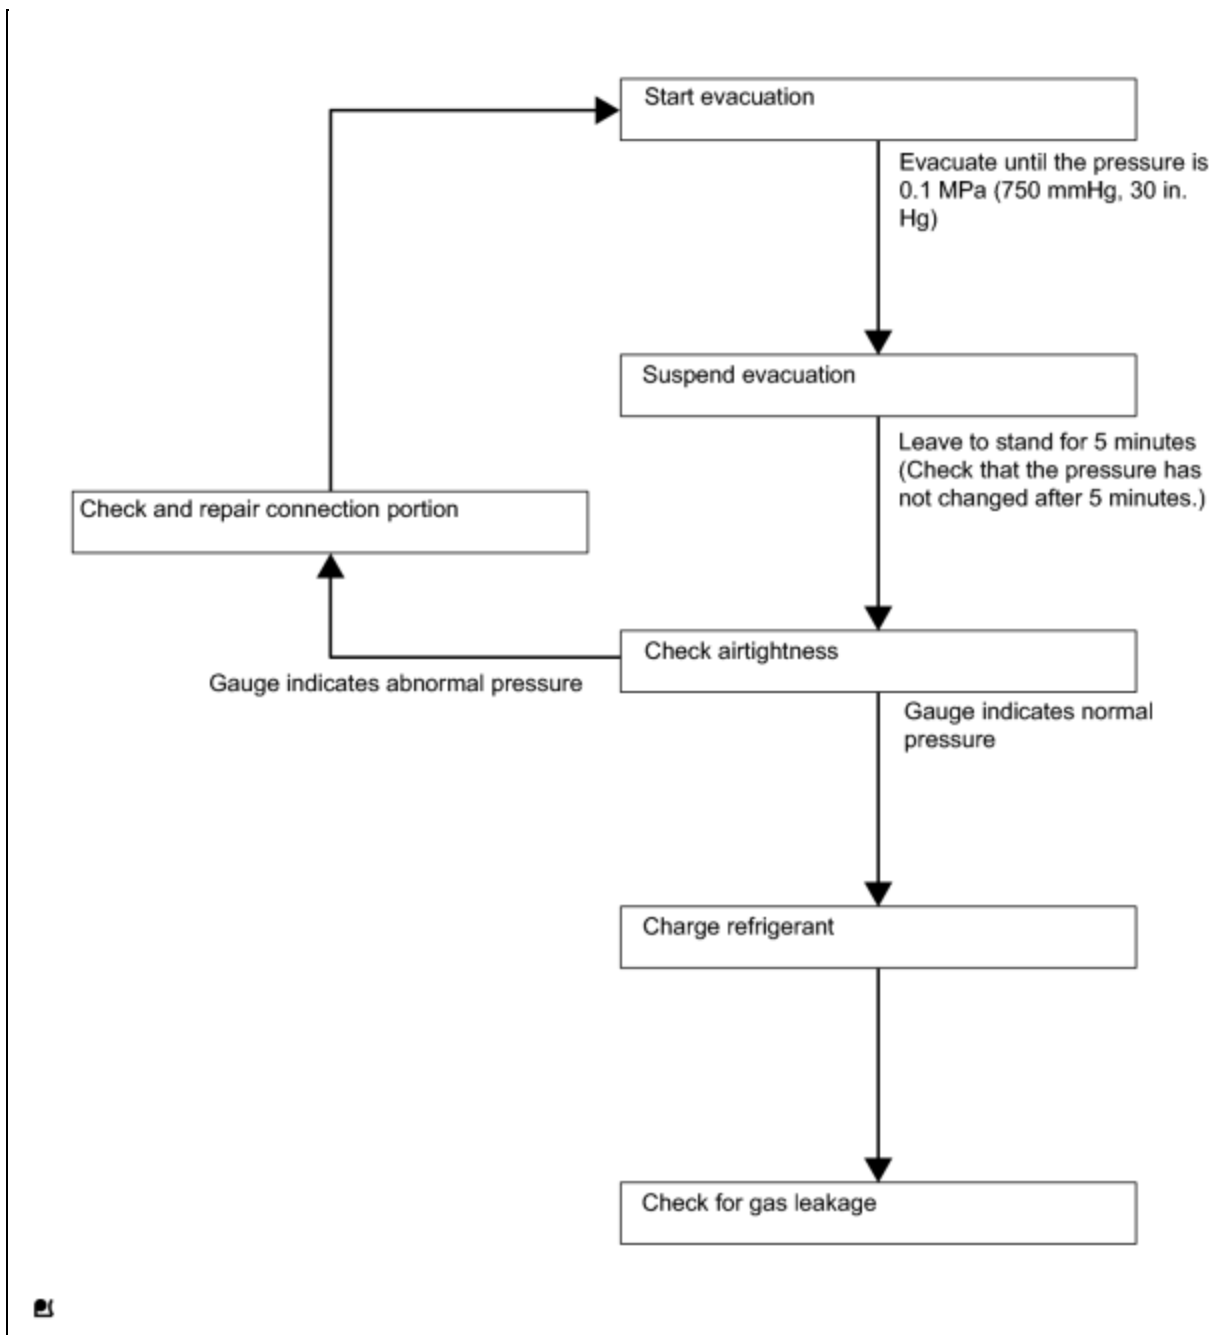 Start evacuation
Evacuate until the pressure is
0.1 MPa (750 mmHg, 30 in.
Hg)
Suspend evacuation
Leave to stand for 5 minutes
(Check that the pressure has
not changed after 5 minutes.)
Check and repair connection portion
Check airtightness
Gauge indicates abnormal pressure
Gauge indicates normal
pressure
Charge refrigerant
Check for gas leakage